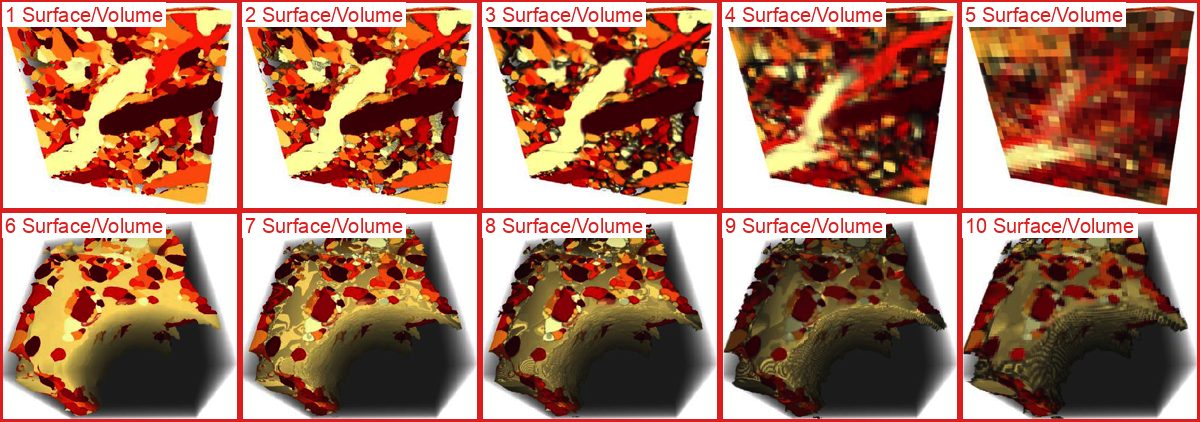 1 Surface/Volume
2 Surface/Volume
3 Surface/Volume
4 Surface/Volume
5 Surface/Volume
6 Surface/Volume
7 Surface/Volume
8 Surface/Volume
9 Surface/Volume
10 Surface/Volume